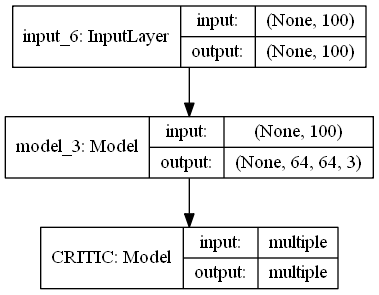 input_6: InputLayer input: (None, 100)
output: (None, 100)
model_3: Model input: (None, 100)
output: (None, 64, 64, 3)
CRITIC: Model input: multiple
output: multiple